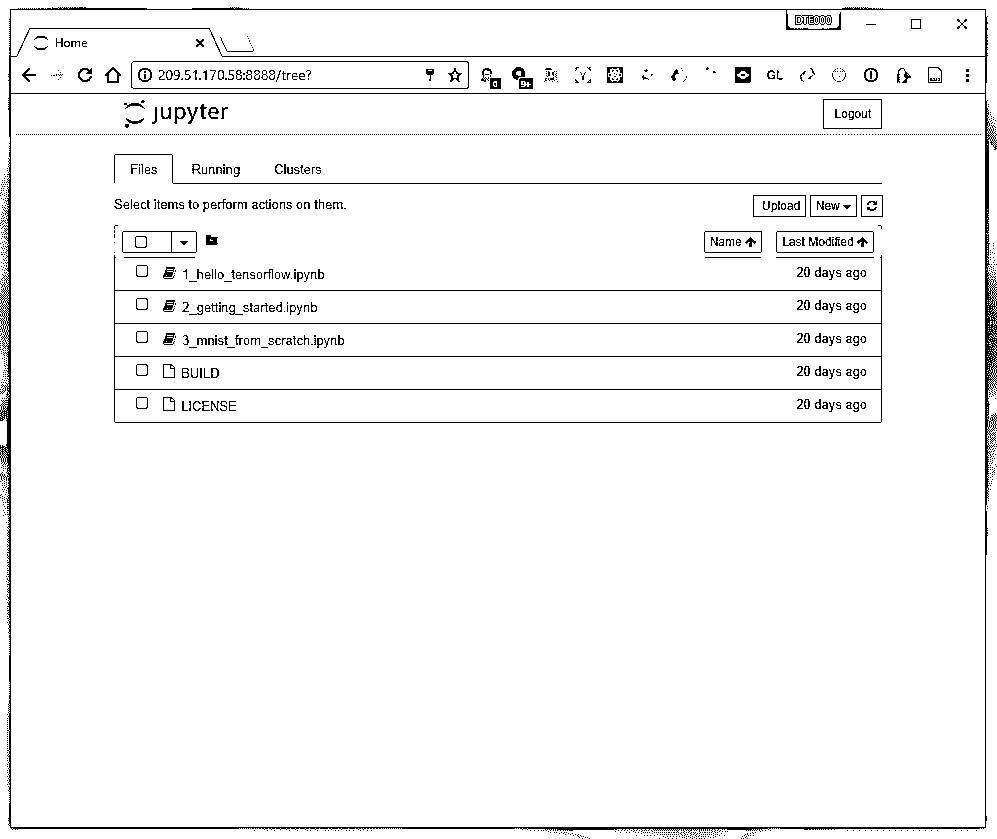 DTE000
Home
209.51.170.58:8888/tree?
0
9+
GL
jupyter
Logout
Files Running Clusters
Select items to perform actions on them.
Upload New
Name Last Modified
1_hello_tensorflow.ipynb 20 days ago
2_getting_started.ipynb 20 days ago
3_mnist_from_scratch.ipynb 20 days ago
BUILD 20 days ago
LICENSE 20 days ago